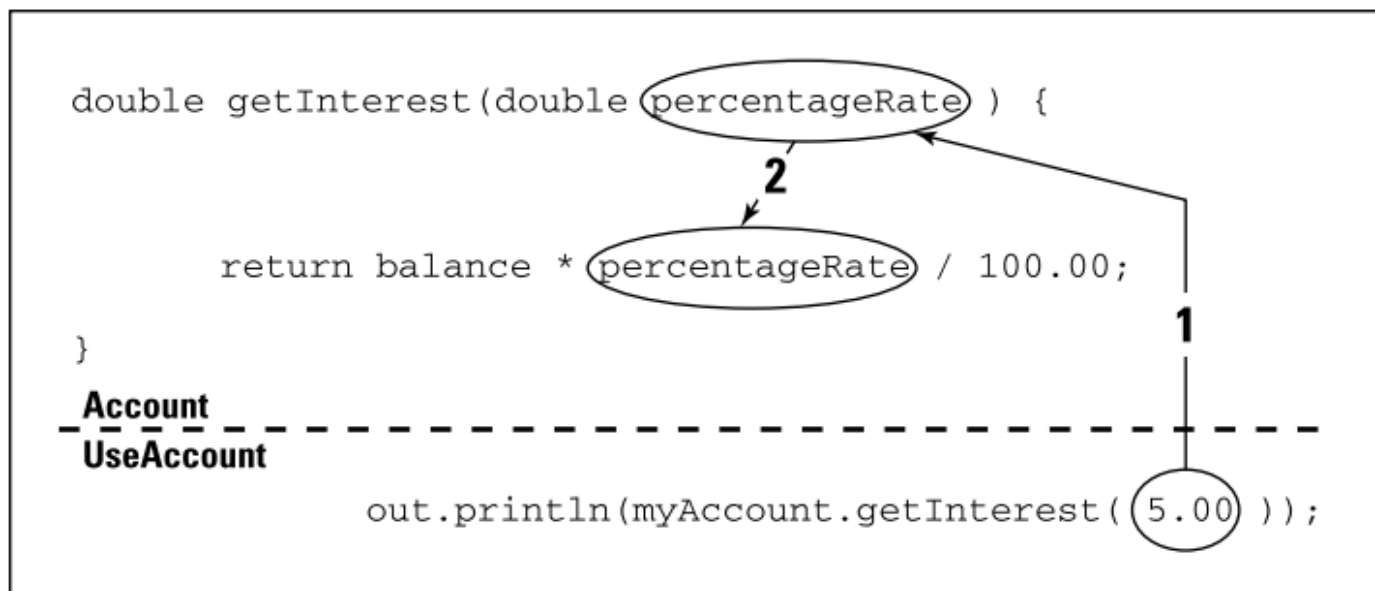 double getInterest(double percentageRate ) {
2
return balance * percentageRate / 100.00;
1
}
Account
UseAccount
out.println(myAccount.getInterest( 5.00 ));